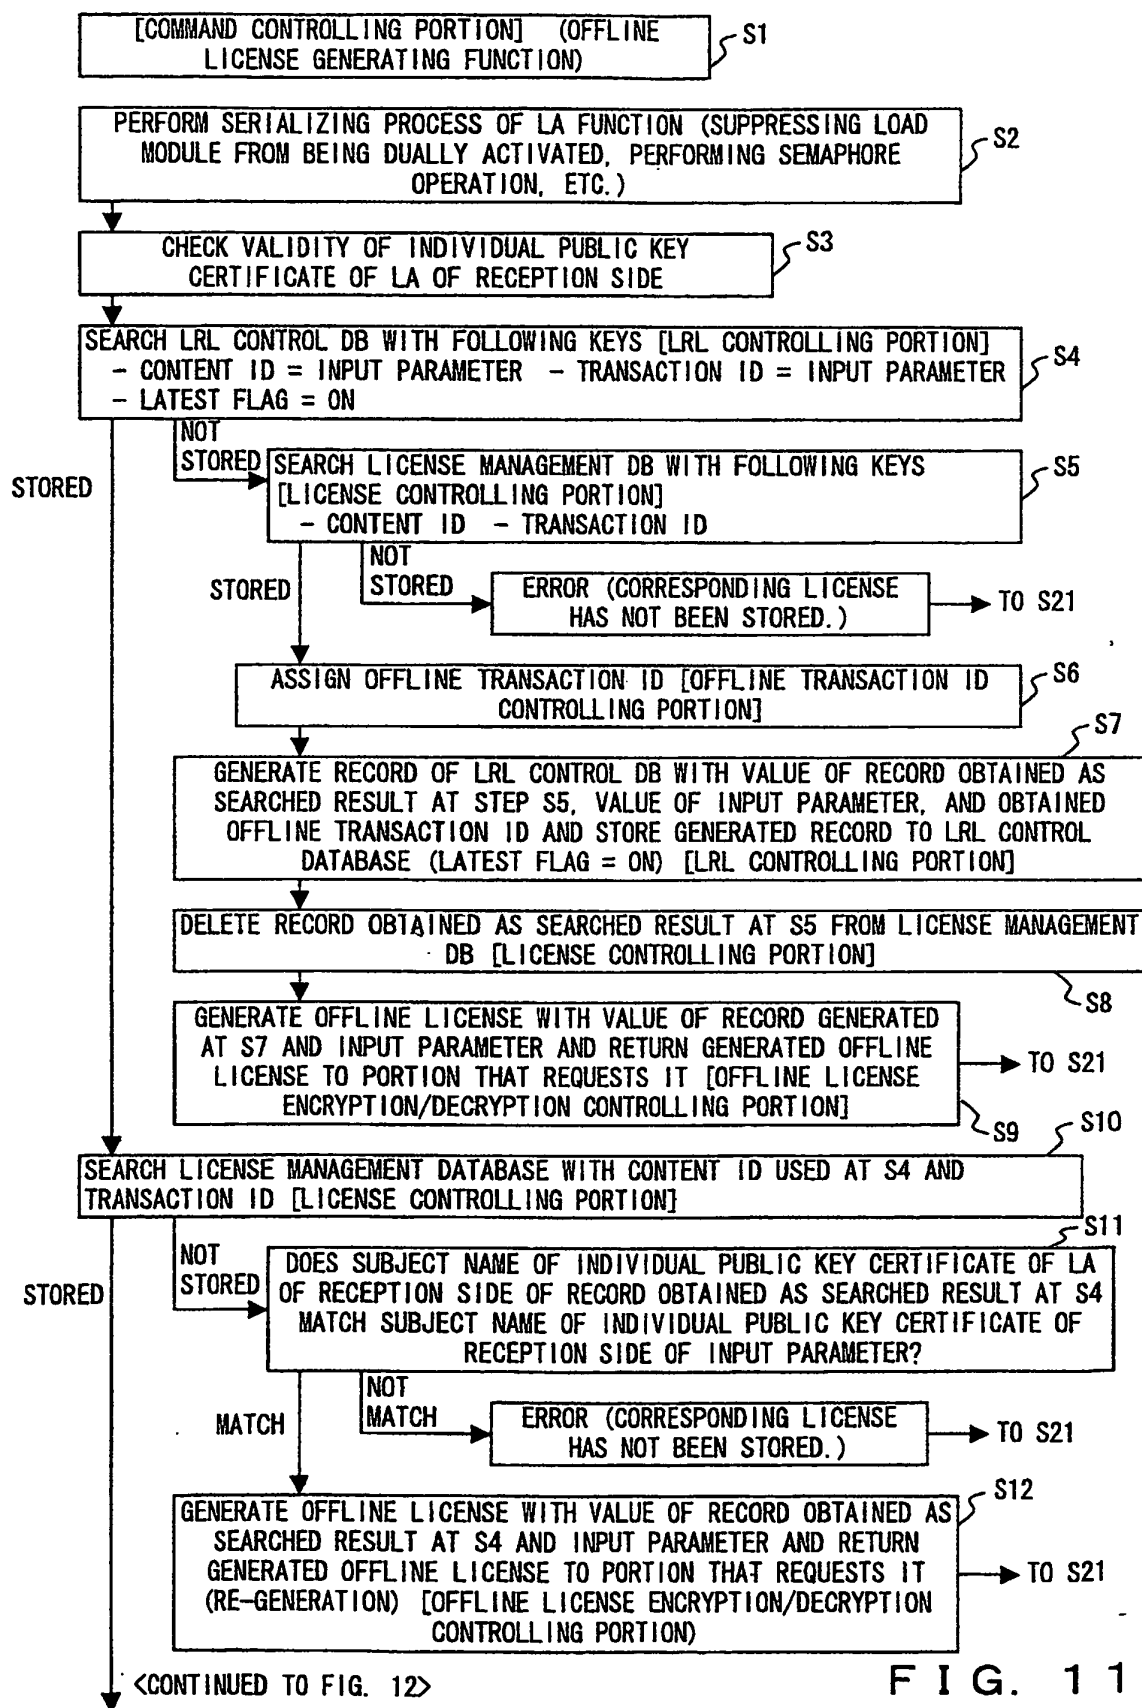 [COMMAND CONTROLLING PORTION] (OFFLINE
LICENSE GENERATING FUNCTION)
S1
PERFORM SERIALIZING PROCESS OF LA FUNCTION (SUPPRESSING LOAD
MODULE FROM BEING DUALLY ACTIVATED, PERFORMING SEMAPHORE
OPERATION, ETC.)
S2
CHECK VALIDITY OF INDIVIDUAL PUBLIC KEY
CERTIFICATE OF LA OF RECEPTION SIDE
S3
SEARCH LRL CONTROL DB WITH FOLLOWING KEYS [LRL CONTROLLING PORTION]
- CONTENT ID = INPUT PARAMETER - TRANSACTION ID = INPUT PARAMETER
- LATEST FLAG = ON
S4
STORED
NOT
STORED
SEARCH LICENSE MANAGEMENT DB WITH FOLLOWING KEYS
[LICENSE CONTROLLING PORTION]
- CONTENT ID - TRANSACTION ID
S5
STORED
NOT
STORED
ERROR (CORRESPONDING LICENSE
HAS NOT BEEN STORED.)
TO S21
ASSIGN OFFLINE TRANSACTION ID [OFFLINE TRANSACTION ID
CONTROLLING PORTION]
S6
S7
GENERATE RECORD OF LRL CONTROL DB WITH VALUE OF RECORD OBTAINED AS
SEARCHED RESULT AT STEP S5, VALUE OF INPUT PARAMETER, AND OBTAINED
OFFLINE TRANSACTION ID AND STORE GENERATED RECORD TO LRL CONTROL
DATABASE (LATEST FLAG = ON) [LRL CONTROLLING PORTION]
DELETE RECORD OBTAINED AS SEARCHED RESULT AT S5 FROM LICENSE MANAGEMENT
DB [LICENSE CONTROLLING PORTION]
S8
GENERATE OFFLINE LICENSE WITH VALUE OF RECORD GENERATED
AT S7 AND INPUT PARAMETER AND RETURN GENERATED OFFLINE
LICENSE TO PORTION THAT REQUESTS IT [OFFLINE LICENSE
ENCRYPTION/DECRYPTION CONTROLLING PORTION]
TO S21
S9
S10
SEARCH LICENSE MANAGEMENT DATABASE WITH CONTENT ID USED AT S4 AND
TRANSACTION ID [LICENSE CONTROLLING PORTION]
S11
STORED
NOT
STORED
DOES SUBJECT NAME OF INDIVIDUAL PUBLIC KEY CERTIFICATE OF LA
OF RECEPTION SIDE OF RECORD OBTAINED AS SEARCHED RESULT AT S4
MATCH SUBJECT NAME OF INDIVIDUAL PUBLIC KEY CERTIFICATE OF
RECEPTION SIDE OF INPUT PARAMETER?
MATCH
NOT
MATCH
ERROR (CORRESPONDING LICENSE
HAS NOT BEEN STORED.)
TO S21
S12
GENERATE OFFLINE LICENSE WITH VALUE OF RECORD OBTAINED AS
SEARCHED RESULT AT S4 AND INPUT PARAMETER AND RETURN
GENERATED OFFLINE LICENSE TO PORTION THAT REQUESTS IT
(RE-GENERATION) [OFFLINE LICENSE ENCRYPTION/DECRYPTION
CONTROLLING PORTION)
TO S21
<CONTINUED TO FIG. 12>
FIG. 11